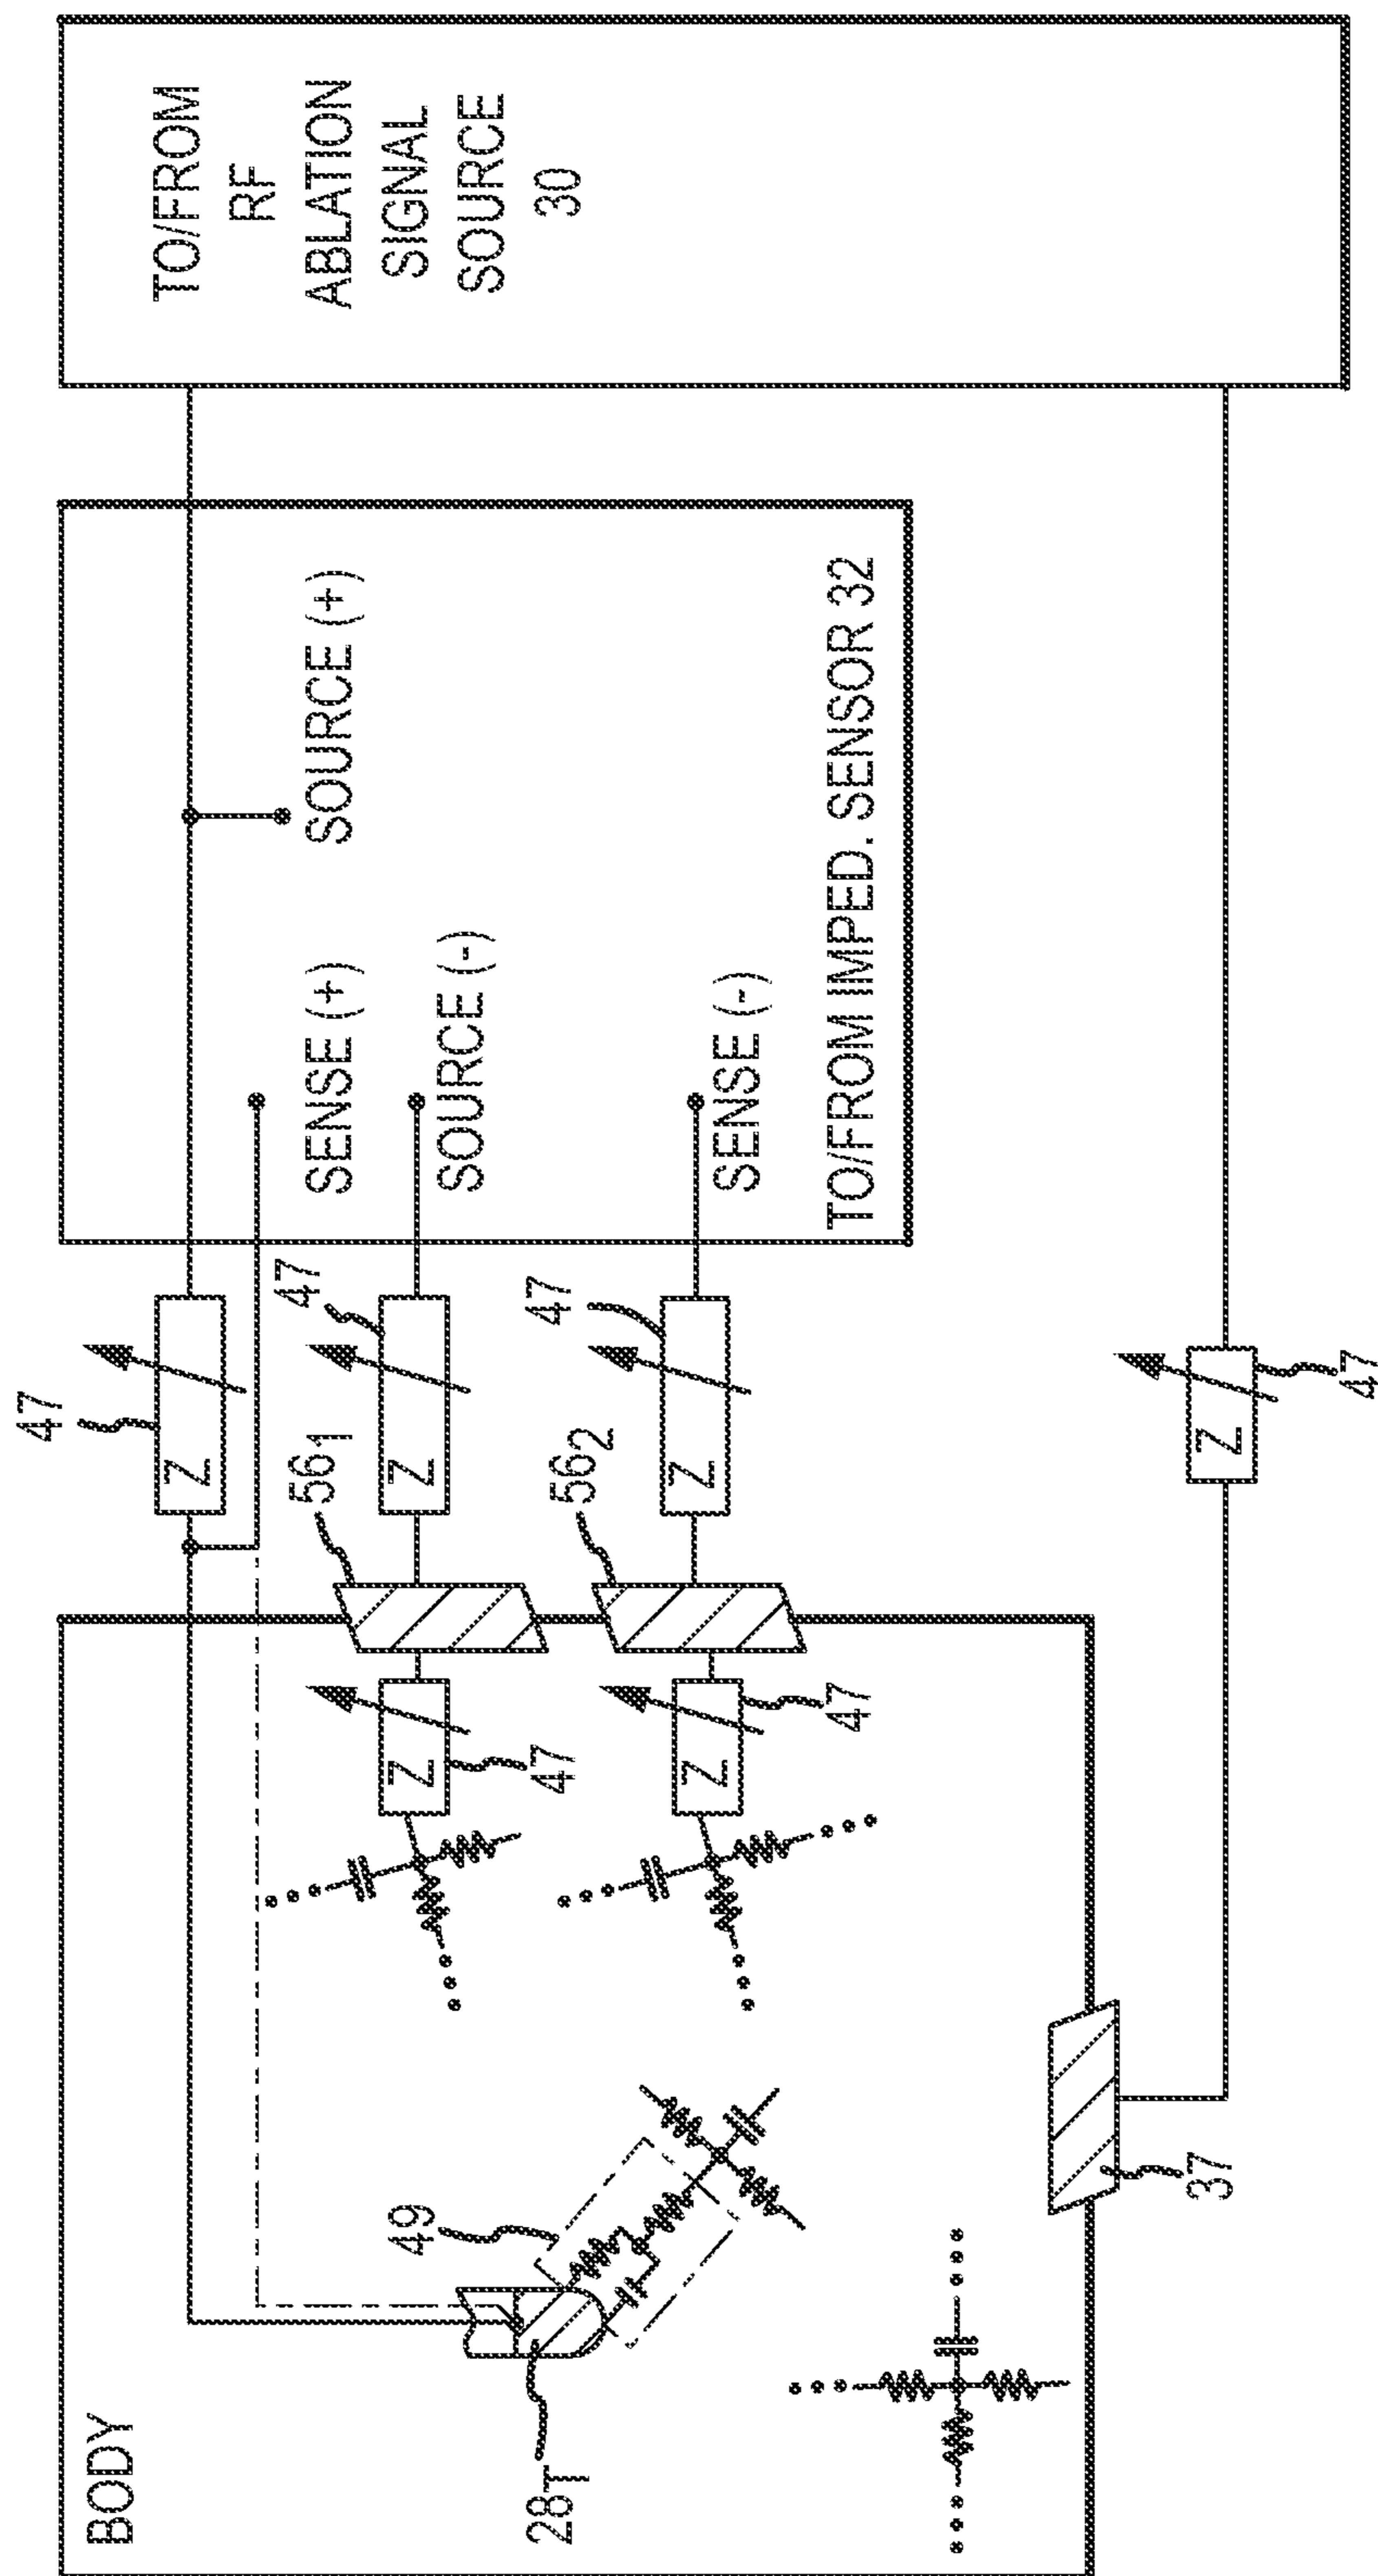 BODY
28T
49
37
47
47
56₁
56₂
47
47
47
47
SENSE (+)
SOURCE (-)
SENSE (-)
SOURCE (+)
TO/FROM IMPED. SENSOR 32
TO/FROM
RF
ABLATION
SIGNAL
SOURCE
30
Z
Z
Z
Z
Z
Z